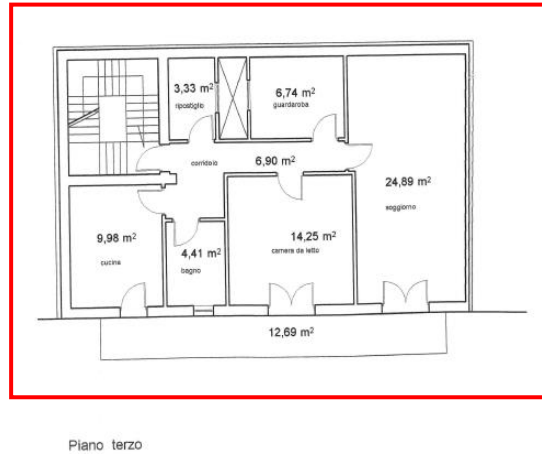 3,33 m²
ripostiglio
6,74 m²
guardaroba
corridoio
6,90 m²
24,89 m²
soggiorno
9,98 m²
cucina
4,41 m²
bagno
14,25 m²
camera da letto
12,69 m²
Piano terzo